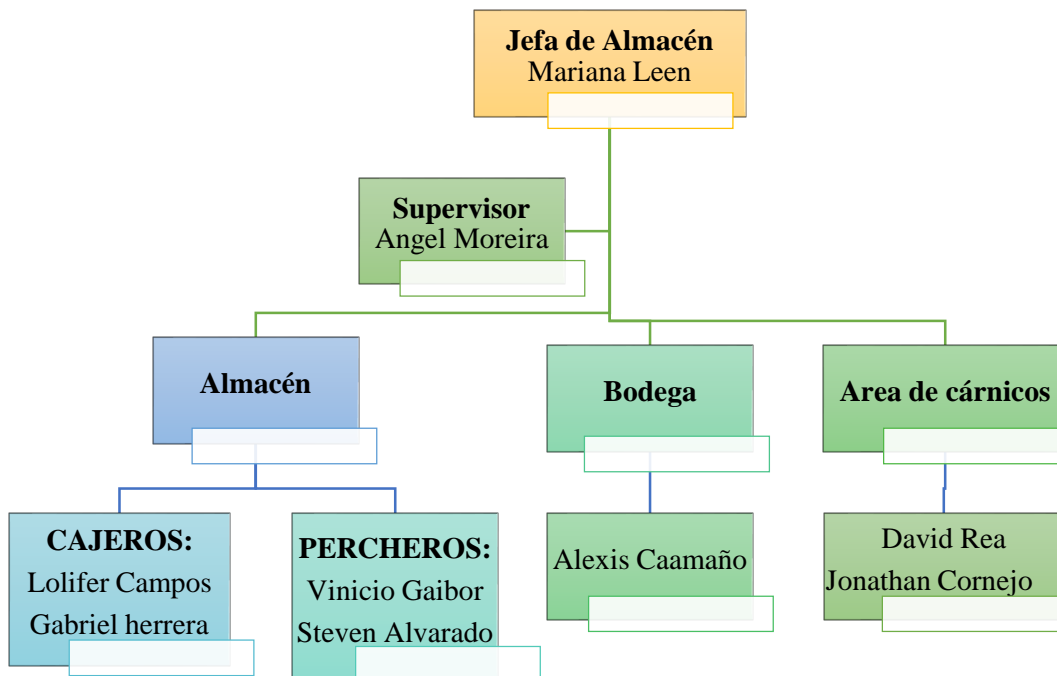 Jefa de Almacén
Mariana Leen
Supervisor
Angel Moreira
Almacén
Bodega
Area de cárnicos
CAJEROS:
Lolifer Campos
Gabriel herrera
PERCHEROS:
Vinicio Gaibor
Steven Alvarado
Alexis Caamaño
David Rea
Jonathan Cornejo